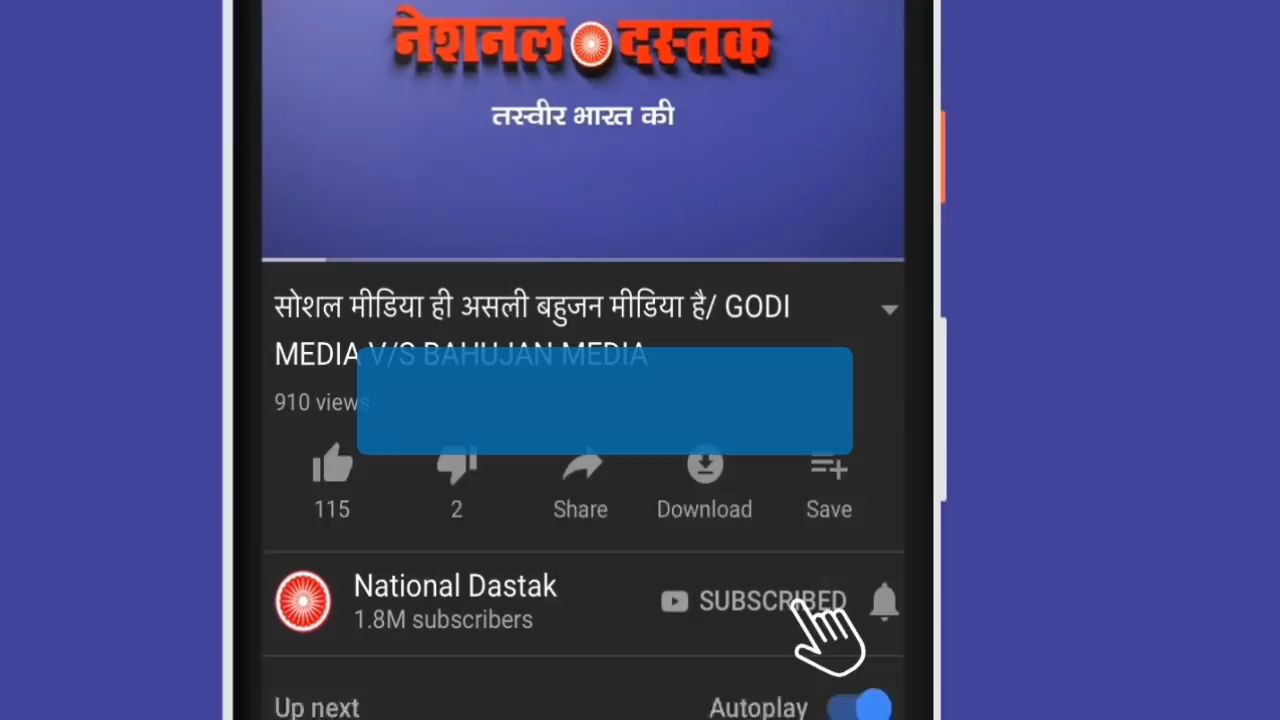 नेशनल दस्तक
तस्वीर भारत की
सोशल मीडिया ही असली बहुजन मीडिया है/ GODI
MEDIA V/S BAHUJAN MEDIA
910 views
115
2
Share
Download
Save
National Dastak
SUBSCRIBED
1.8M subscribers
Up next
Autoplay